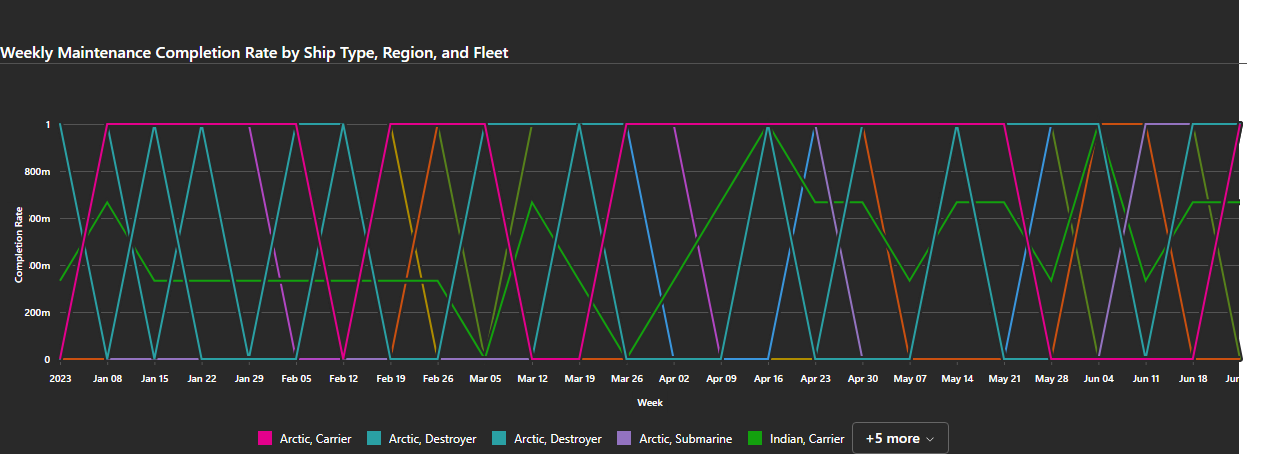 Weekly Maintenance Completion Rate by Ship Type, Region, and Fleet
1
800m
600m
400m
200m
0
Completion Rate
2023 Jan 08 Jan 15 Jan 22 Jan 29 Feb 05 Feb 12 Feb 19 Feb 26 Mar 05 Mar 12 Mar 19 Mar 26 Apr 02 Apr 09 Apr 16 Apr 23 Apr 30 May 07 May 14 May 21 May 28 Jun 04 Jun 11 Jun 18 Jun
Week
Arctic, Carrier Arctic, Destroyer Arctic, Destroyer Arctic, Submarine Indian, Carrier +5 more